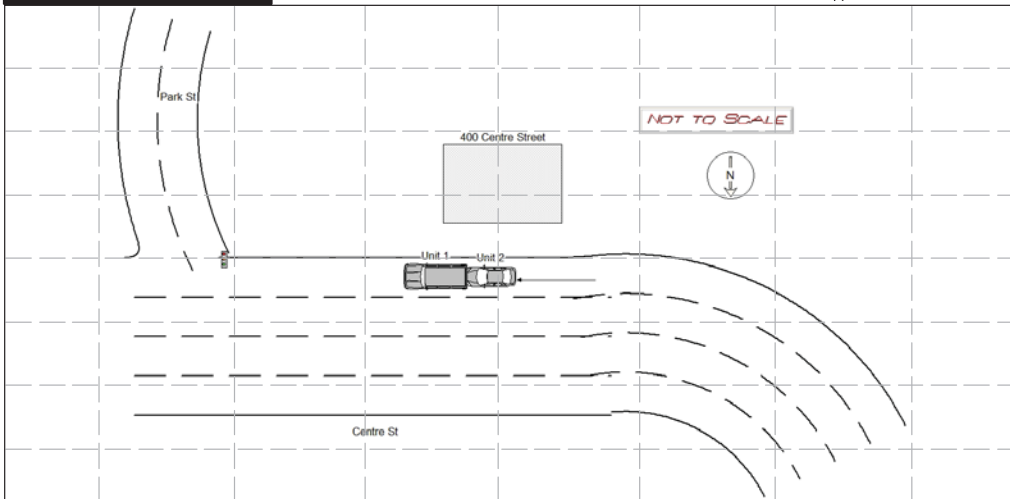 Park St
NOT TO SCALE
400 Centre Street
N
Unit 1
Unit 2
Centre St